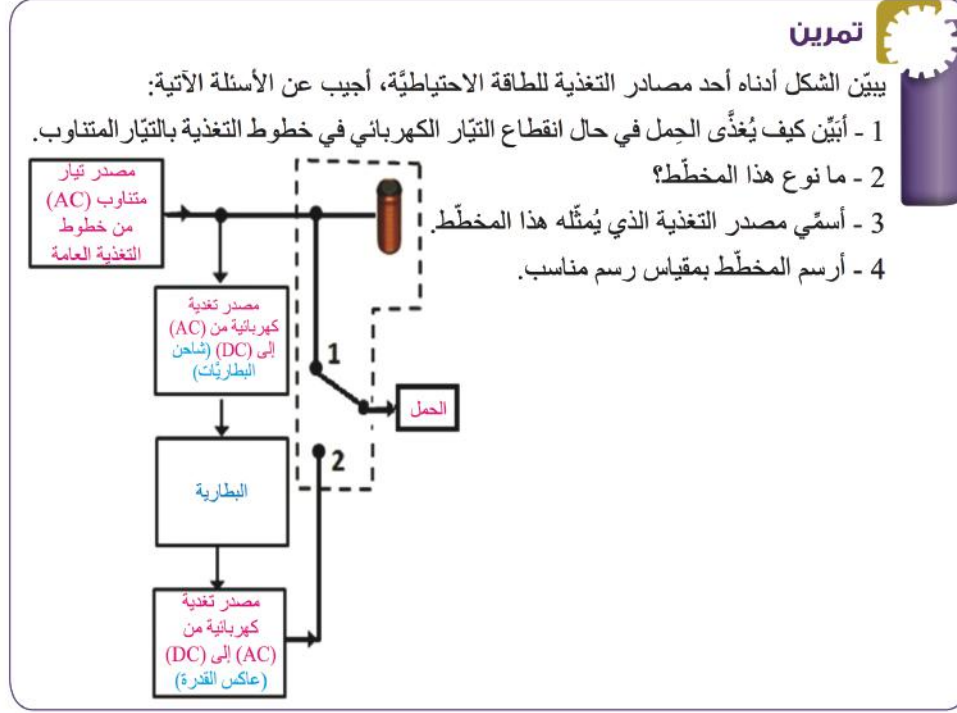 تمرين
يبيّن الشكل أدناه أحد مصادر التغذية للطاقة الاحتياطيَّة، أجيب عن الأسئلة الآتية:
1 - أبَيِّن كيف يُغذَّى الحِمل في حال انقطاع التيّار الكهربائي في خطوط التغذية بالتيّار المتناوب.
2 - ما نوع هذا المخطّط؟
3 - أسمِّي مصدر التغذية الذي يُمثّله هذا المخطّط.
4 - أرسم المخطّط بمقياس رسم مناسب.
مصدر تيار
متناوب (AC)
من خطوط
التغذية العامة
مصدر تغدية
كهربائية من (AC)
إلى (DC) (شاحن
البطاريَّات)
1
الحمل
2
البطارية
مصدر تغدية
كهربائية من
(AC) إلى (DC)
(عاكس القدرة)